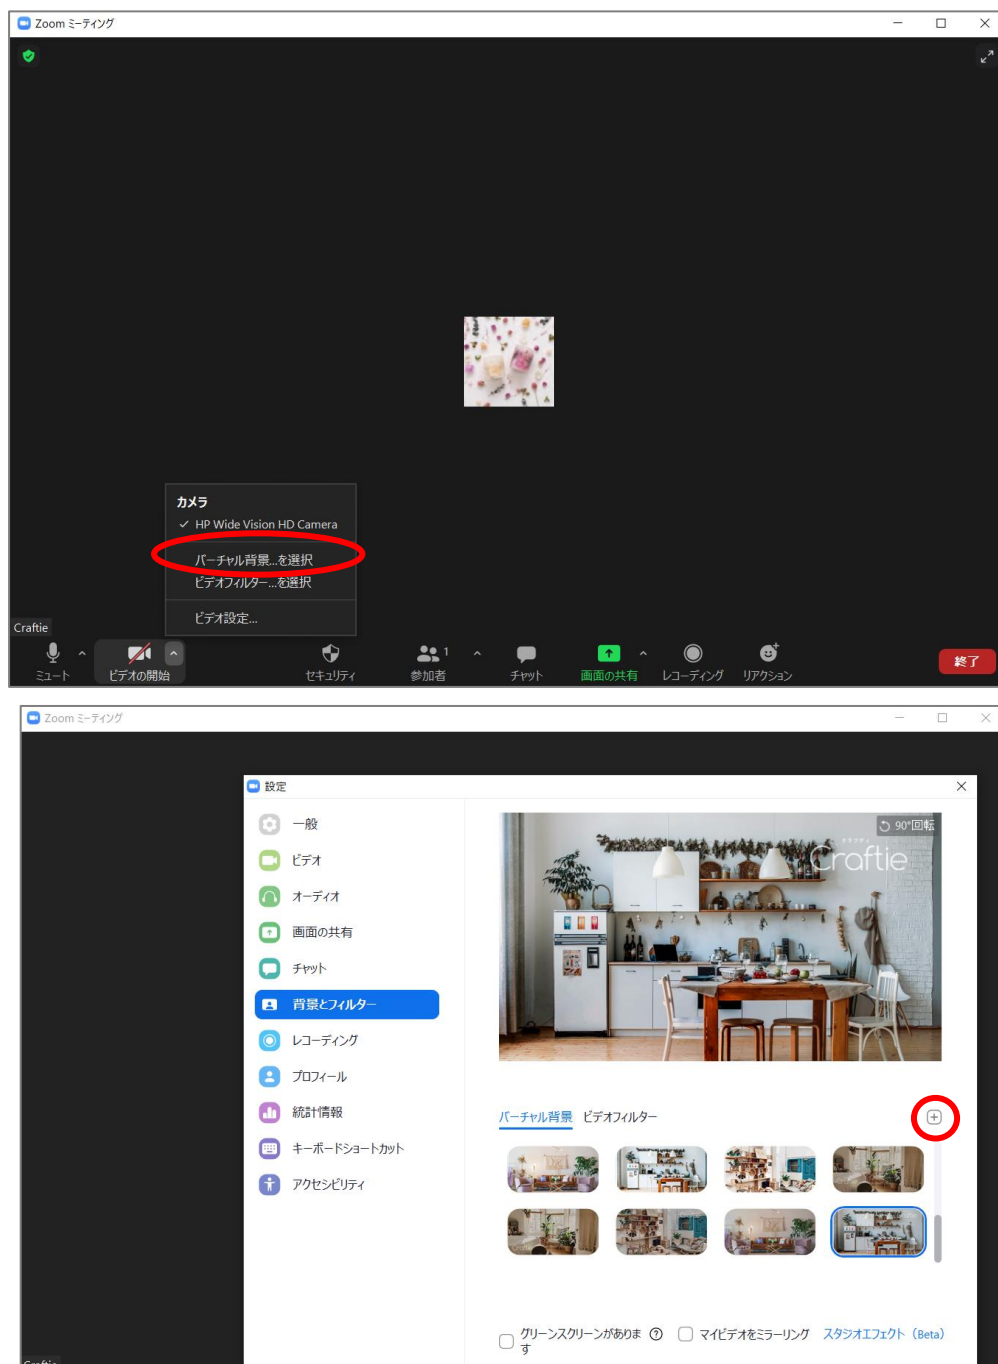 Zoom ミーティング
カメラ
HP Wide Vision HD Camera
バーチャル背景...を選択
ビデオフィルター...を選択
ビデオ設定...
Craftie
ミュート
ビデオの開始
セキュリティ
1
参加者
チャット
画面の共有
レコーディング
リアクション
終了
Zoom ミーティング
設定
一般
ビデオ
オーディオ
画面の共有
チャット
背景とフィルター
レコーディング
プロフィール
統計情報
キーボードショートカット
アクセシビリティ
90°回転
Craftie
バーチャル背景 ビデオフィルター
グリーンスクリーンがありま
す
マイビデオをミラーリング
スタジオエフェクト (Beta)
Craftie